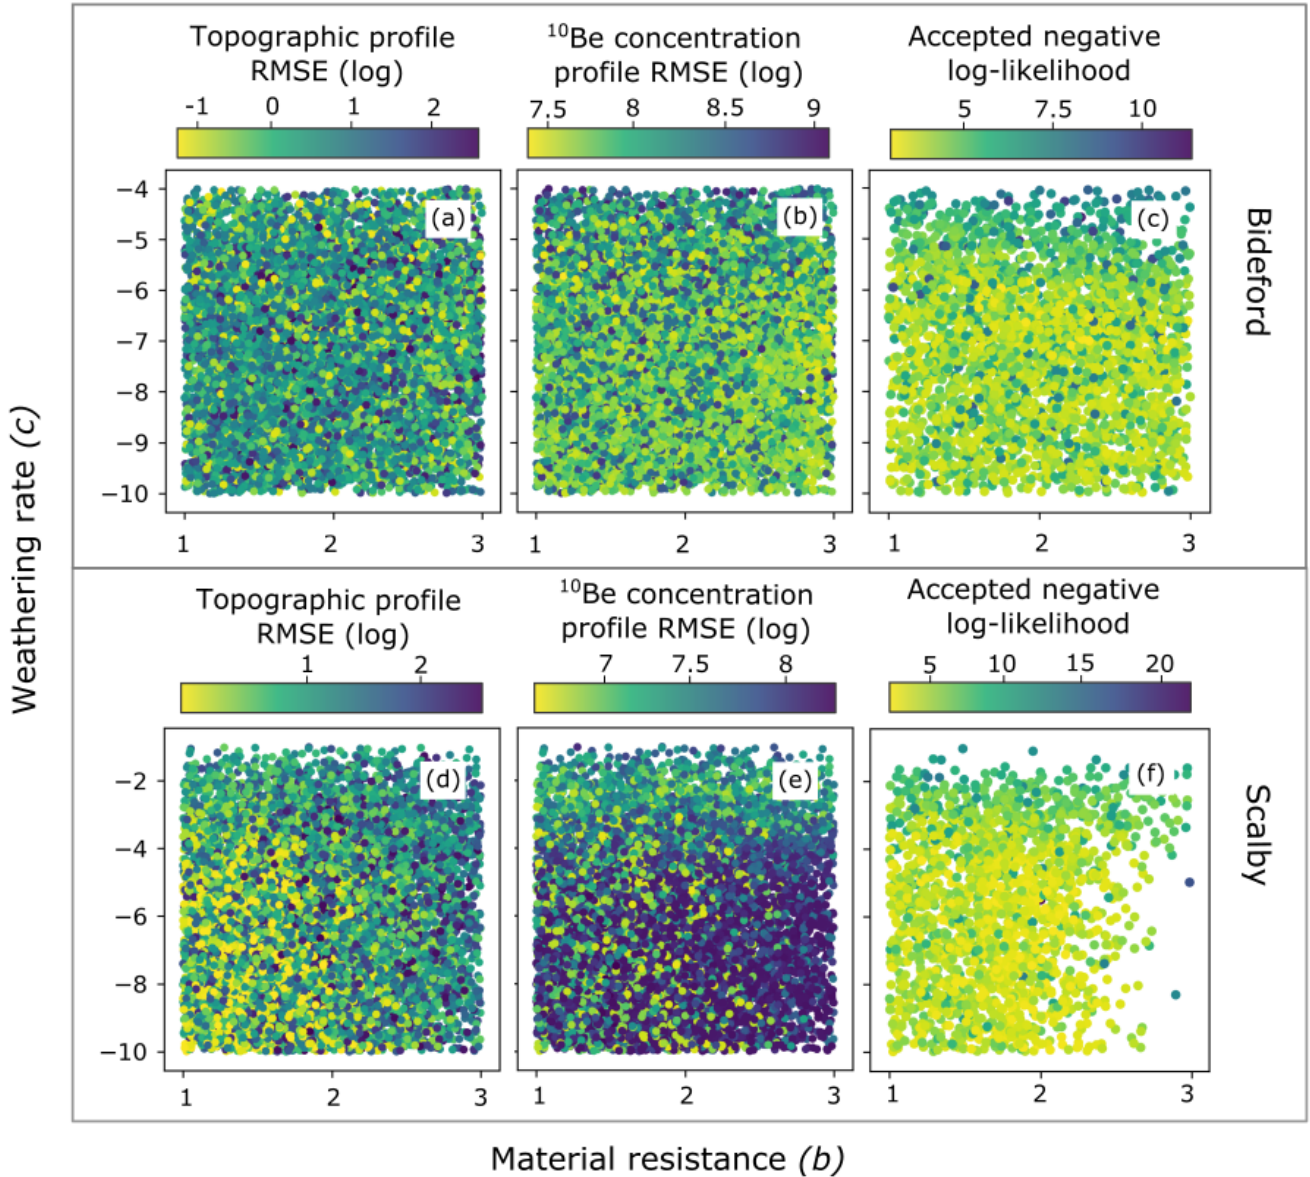 Topographic profile
RMSE (log)
¹⁰Be concentration
profile RMSE (log)
Accepted negative
log-likelihood
-1 0 1 2
7.5 8 8.5 9
5 7.5 10
(a)
(b)
(c)
−4
−5
−6
−7
−8
−9
−10
1 2 3
1 2 3
1 2 3
Bideford
Topographic profile
RMSE (log)
¹⁰Be concentration
profile RMSE (log)
Accepted negative
log-likelihood
1 2
7 7.5 8
5 10 15 20
(d)
(e)
(f)
−2
−4
−6
−8
−10
1 2 3
1 2 3
1 2 3
Scalby
Weathering rate (c)
Material resistance (b)